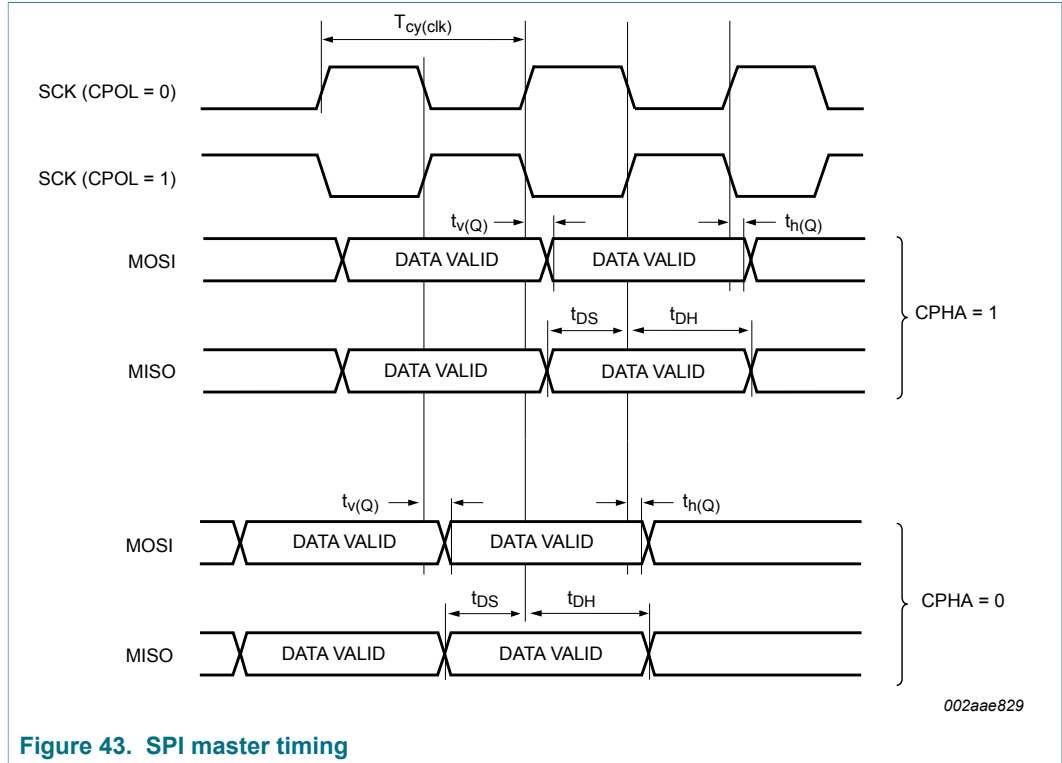 Tcy(clk)
SCK (CPOL = 0)
SCK (CPOL = 1)
tv(Q)
th(Q)
MOSI
DATA VALID
DATA VALID
CPHA = 1
tDS
tDH
MISO
DATA VALID
DATA VALID
tv(Q)
th(Q)
MOSI
DATA VALID
DATA VALID
CPHA = 0
tDS
tDH
MISO
DATA VALID
DATA VALID
002aae829
Figure 43. SPI master timing